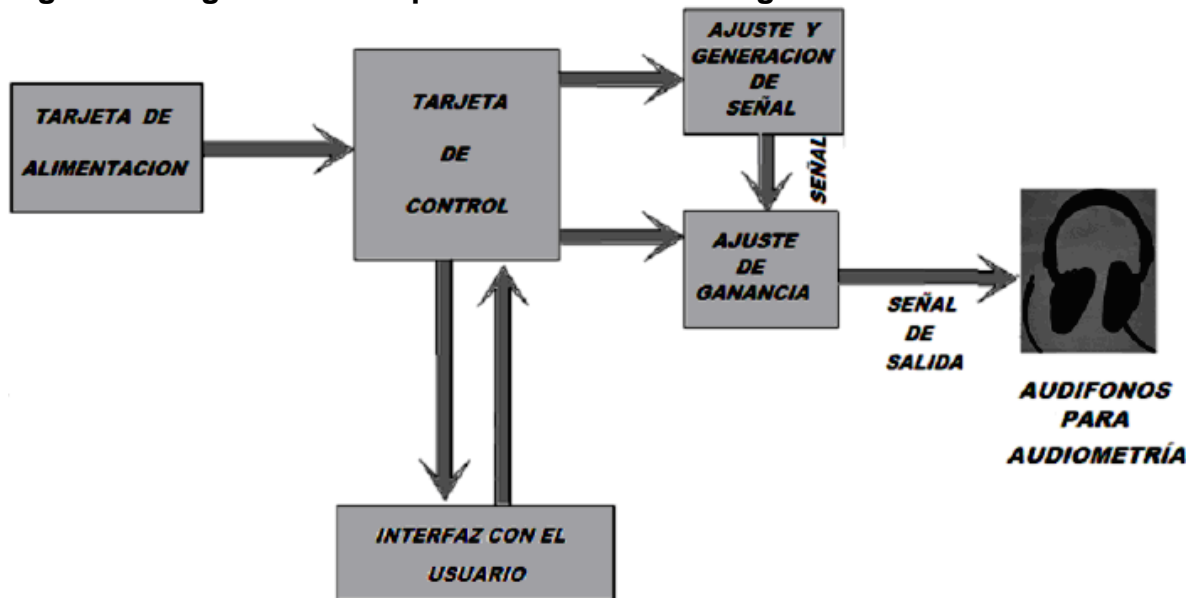 TARJETA DE
ALIMENTACION
TARJETA
DE
CONTROL
AJUSTE Y
GENERACION
DE
SEÑAL
SEÑAL
AJUSTE
DE
GANANCIA
SEÑAL
DE
SALIDA
AUDIFONOS
PARA
AUDIOMETRÍA
INTERFAZ CON EL
USUARIO